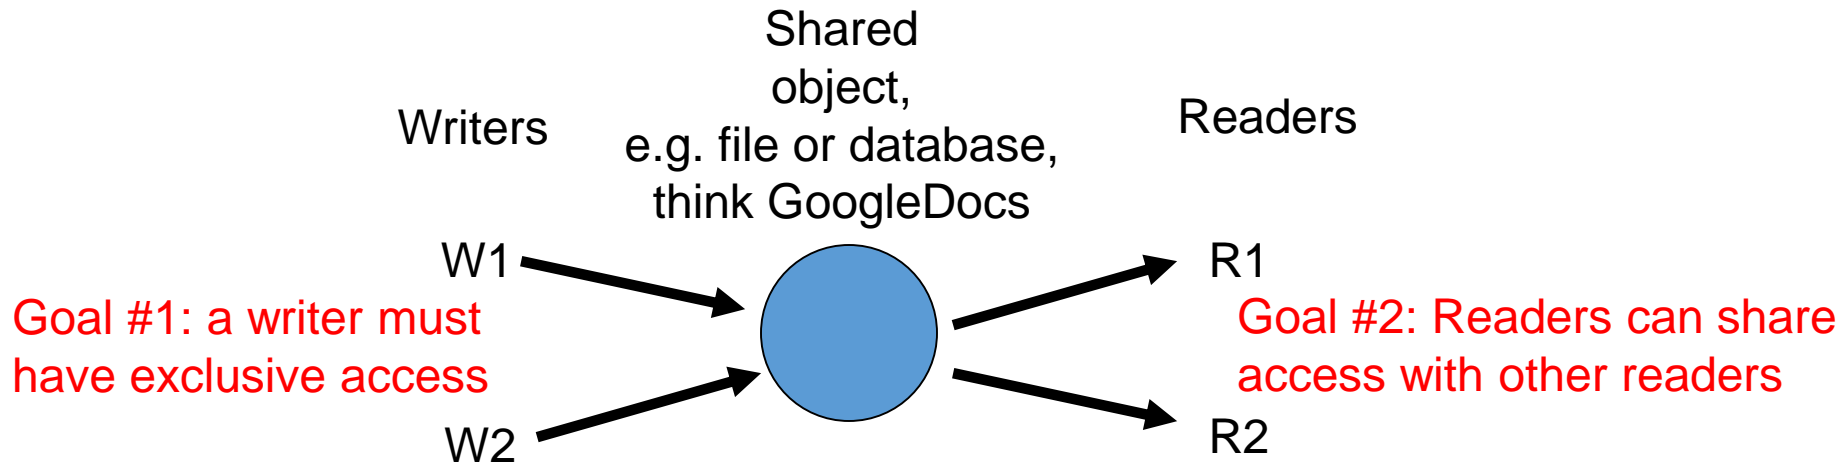 Shared
object,
e.g. file or database,
think GoogleDocs
Writers
Readers
W1
R1
Goal #1: a writer must
have exclusive access
Goal #2: Readers can share
access with other readers
W2
R2